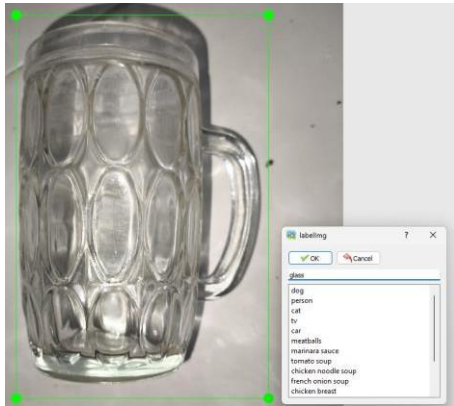 labelImg
OK Cancel
glass
dog
person
cat
tv
car
meatballs
marinara sauce
tomato soup
chicken noodle soup
french onion soup
chicken breast